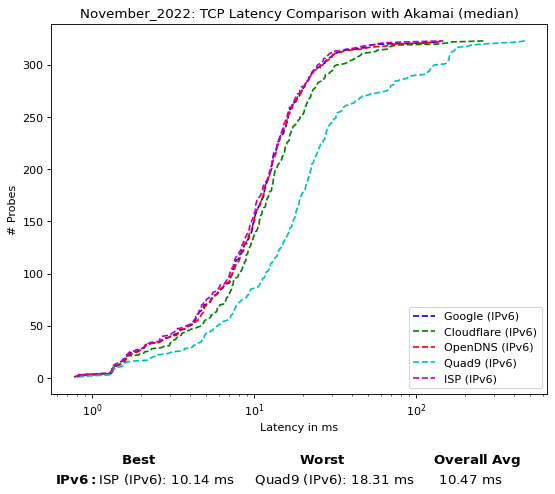 November_2022: TCP Latency Comparison with Akamai (median)
# Probes
300
250
200
150
100
50
0
Google (IPv6)
Cloudflare (IPv6)
OpenDNS (IPv6)
Quad9 (IPv6)
ISP (IPv6)
10⁰ 10¹ 10²
Latency in ms
Best Worst Overall Avg
IPv6: ISP (IPv6): 10.14 ms Quad9 (IPv6): 18.31 ms 10.47 ms